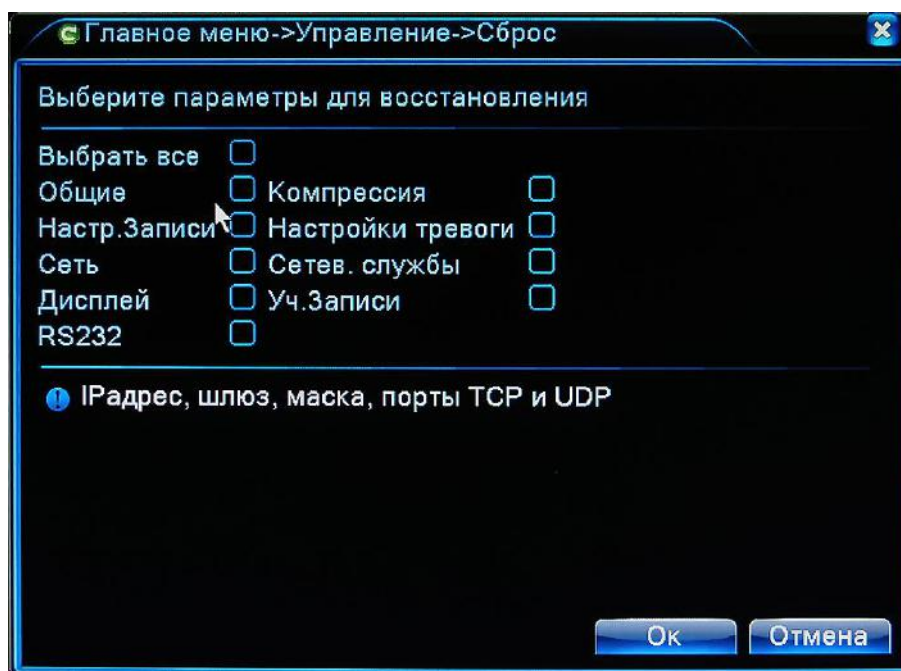 Главное меню->Управление->Сброс
Выберите параметры для восстановления
Выбрать все
Общие Компрессия
Настр.Записи Настройки тревоги
Сеть Сетев. службы
Дисплей Уч.Записи
RS232
IPадрес, шлюз, маска, порты TCP и UDP
Ок Отмена